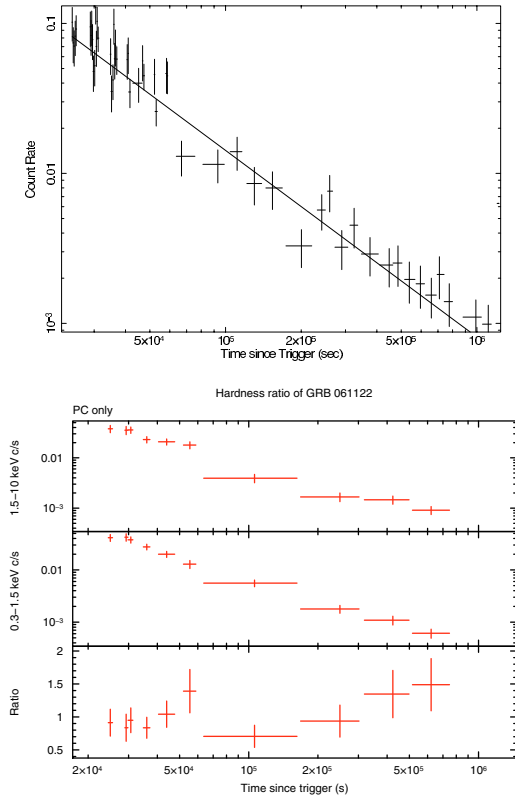 0.1
0.01
10⁻³
Count Rate
5×10⁴ 10⁵ 2×10⁵ 5×10⁵ 10⁶
Time since Trigger (sec)
Hardness ratio of GRB 061122
PC only
1.5−10 keV c/s
0.01
10⁻³
0.3−1.5 keV c/s
0.01
10⁻³
Ratio
2
1.5
1
0.5
2×10⁴ 5×10⁴ 10⁵ 2×10⁵ 5×10⁵ 10⁶
Time since trigger (s)